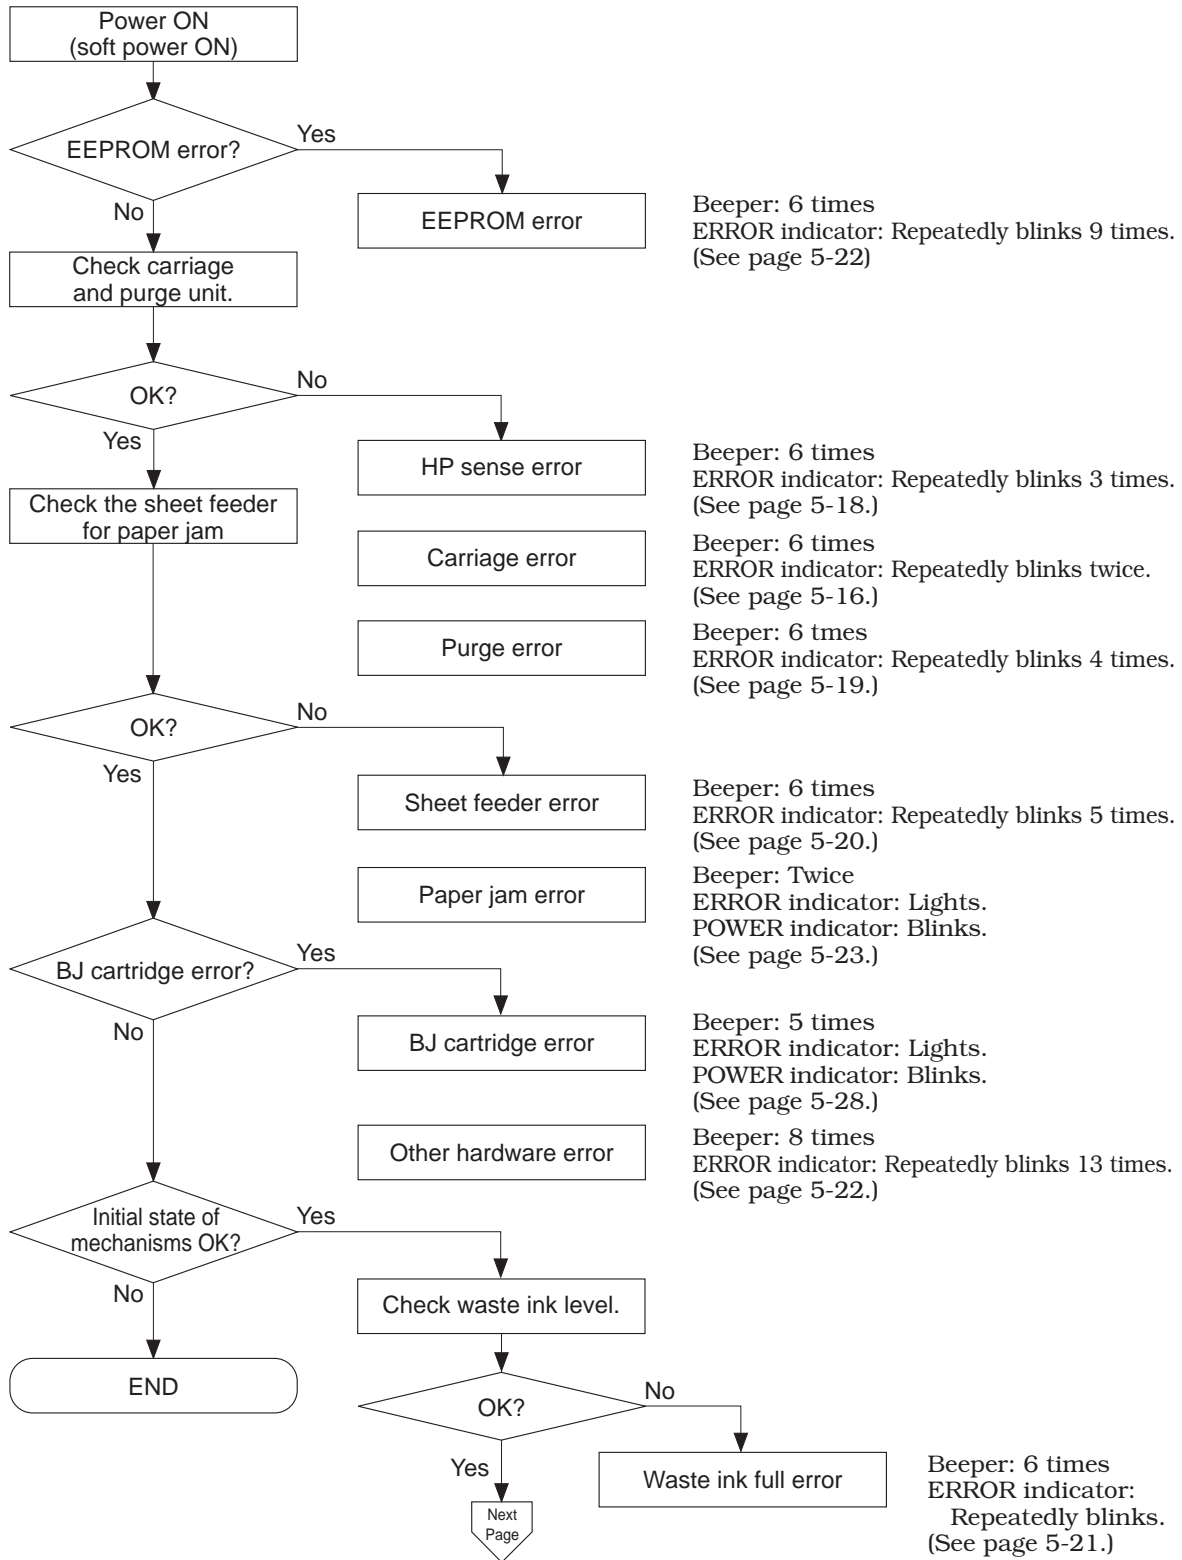 Power ON
(soft power ON)
EEPROM error?
Yes
No
EEPROM error
Beeper: 6 times
ERROR indicator: Repeatedly blinks 9 times.
(See page 5-22)
Check carriage
and purge unit.
OK?
No
Yes
HP sense error
Beeper: 6 times
ERROR indicator: Repeatedly blinks 3 times.
(See page 5-18.)
Check the sheet feeder
for paper jam
Carriage error
Beeper: 6 times
ERROR indicator: Repeatedly blinks twice.
(See page 5-16.)
Purge error
Beeper: 6 tmes
ERROR indicator: Repeatedly blinks 4 times.
(See page 5-19.)
OK?
No
Yes
Sheet feeder error
Beeper: 6 times
ERROR indicator: Repeatedly blinks 5 times.
(See page 5-20.)
Paper jam error
Beeper: Twice
ERROR indicator: Lights.
POWER indicator: Blinks.
(See page 5-23.)
BJ cartridge error?
Yes
No
BJ cartridge error
Beeper: 5 times
ERROR indicator: Lights.
POWER indicator: Blinks.
(See page 5-28.)
Other hardware error
Beeper: 8 times
ERROR indicator: Repeatedly blinks 13 times.
(See page 5-22.)
Initial state of
mechanisms OK?
Yes
No
Check waste ink level.
END
OK?
No
Yes
Waste ink full error
Beeper: 6 times
ERROR indicator:
Repeatedly blinks.
(See page 5-21.)
Next
Page